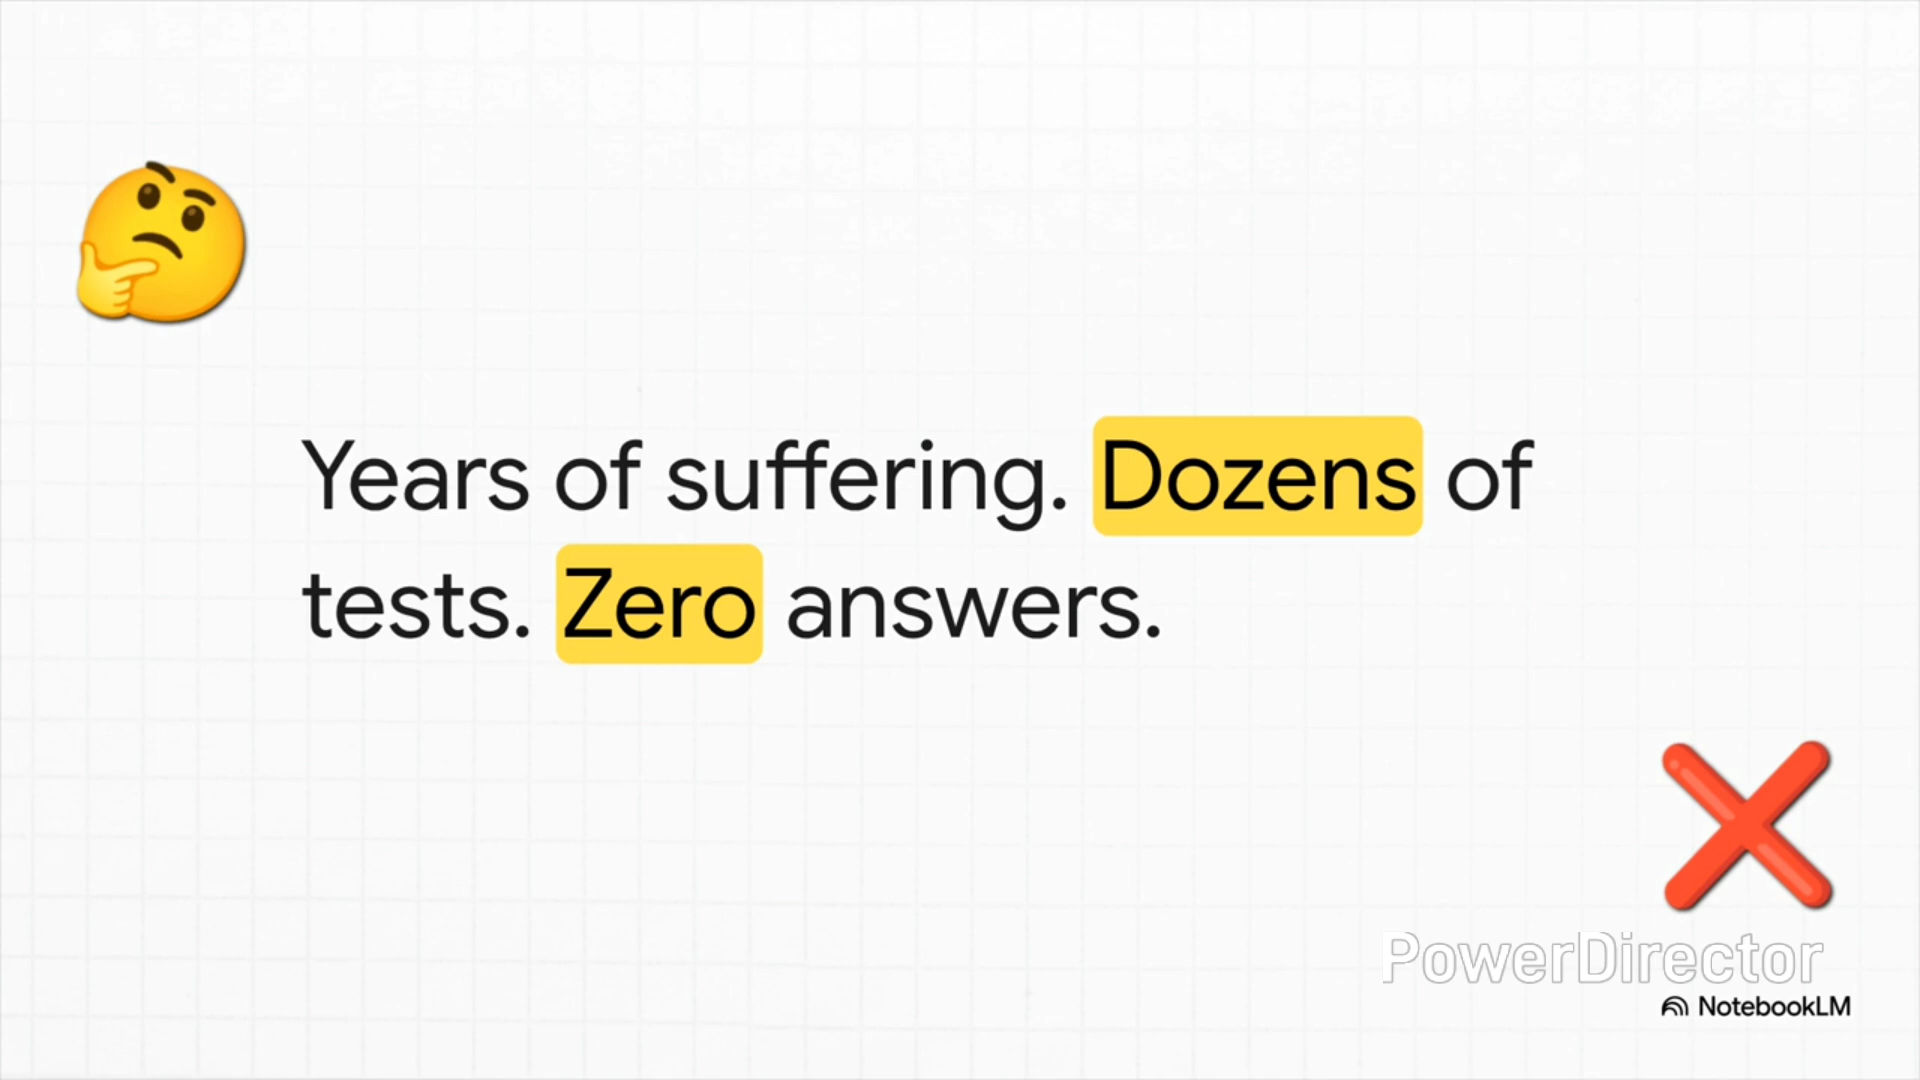 Years of suffering. Dozens of
tests. Zero answers.
PowerDirector
NotebookLM